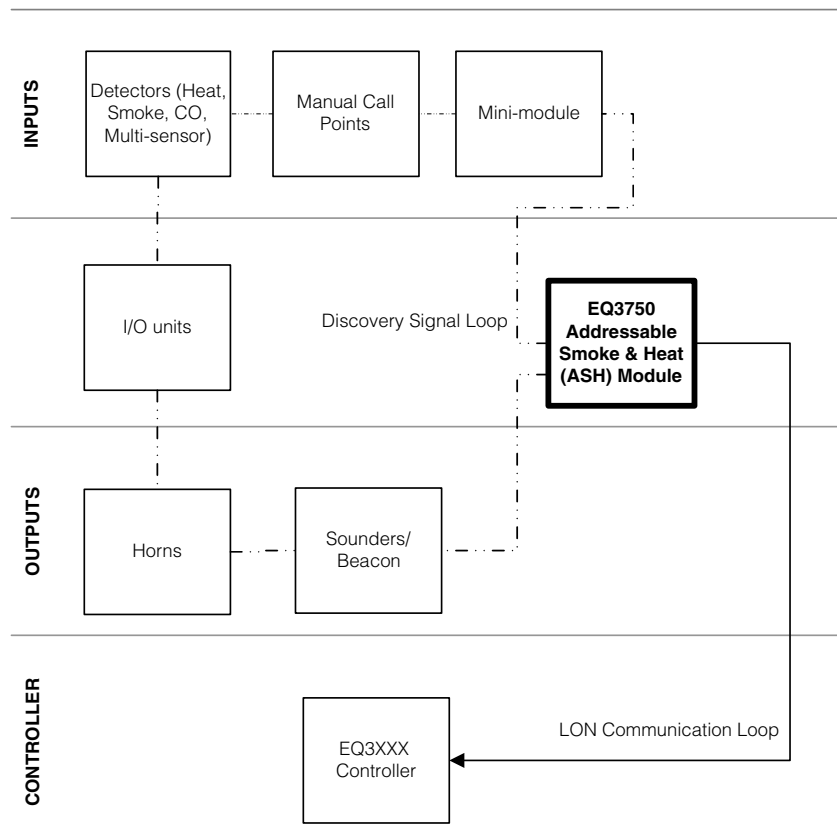 INPUTS
Detectors (Heat,
Smoke, CO,
Multi-sensor)
Manual Call
Points
Mini-module
I/O units
Discovery Signal Loop
EQ3750
Addressable
Smoke & Heat
(ASH) Module
OUTPUTS
Horns
Sounders/
Beacon
CONTROLLER
EQ3XXX
Controller
LON Communication Loop